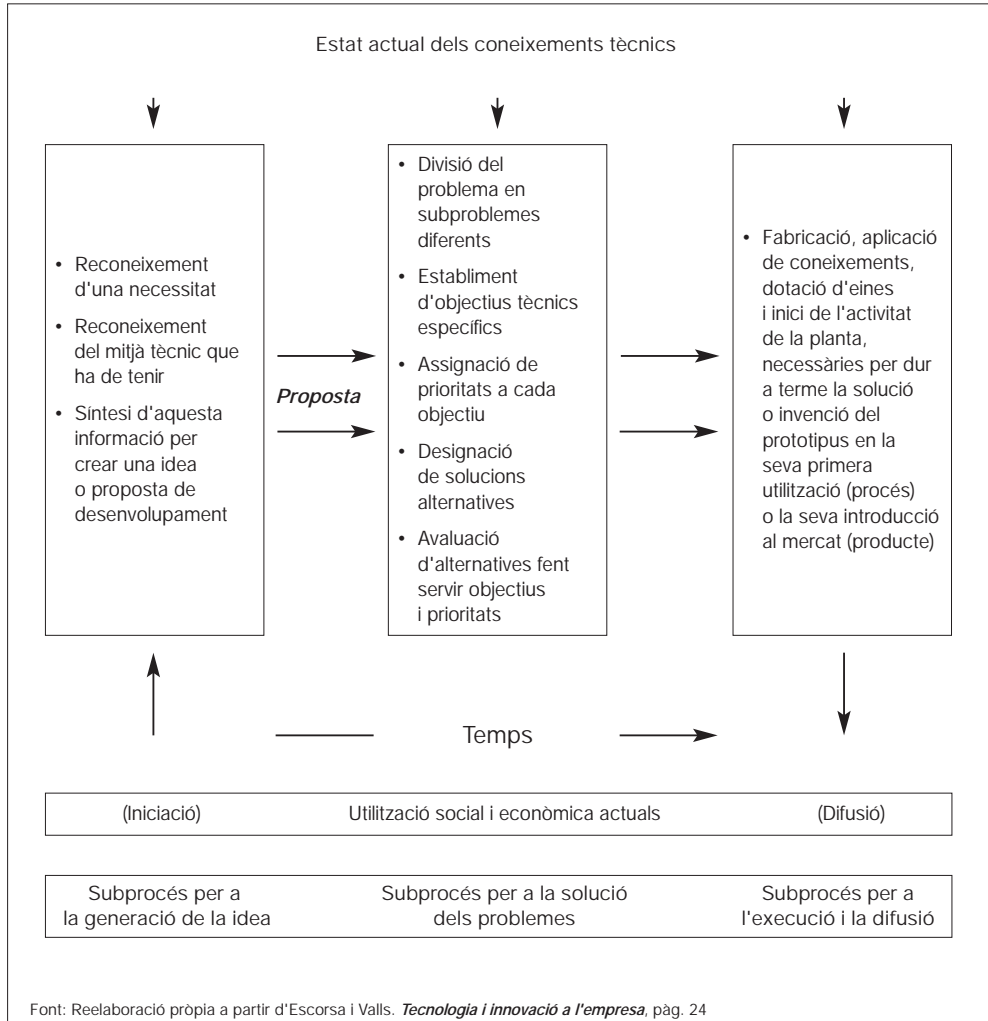 Estat actual dels coneixements tècnics
• Reconeixement
d'una necessitat
• Reconeixement
del mitjà tècnic que
ha de tenir
• Síntesi d'aquesta
informació per
crear una idea
o proposta de
desenvolupament
Proposta
• Divisió del
problema en
subproblemes
diferents
• Establiment
d'objectius tècnics
específics
• Assignació de
prioritats a cada
objectiu
• Designació
de solucions
alternatives
• Avaluació
d'alternatives fent
servir objectius
i prioritats
• Fabricació, aplicació
de coneixements,
dotació d'eines
i inici de l'activitat
de la planta,
necessàries per dur
a terme la solució
o invenció del
prototipus en la
seva primera
utilització (procés)
o la seva introducció
al mercat (producte)
Temps
(Iniciació)
Utilització social i econòmica actuals
(Difusió)
Subprocés per a
la generació de la idea
Subprocés per a la solució
dels problemes
Subprocés per a
l'execució i la difusió
Font: Reelaboració pròpia a partir d'Escorsa i Valls. Tecnologia i innovació a l'empresa, pàg. 24